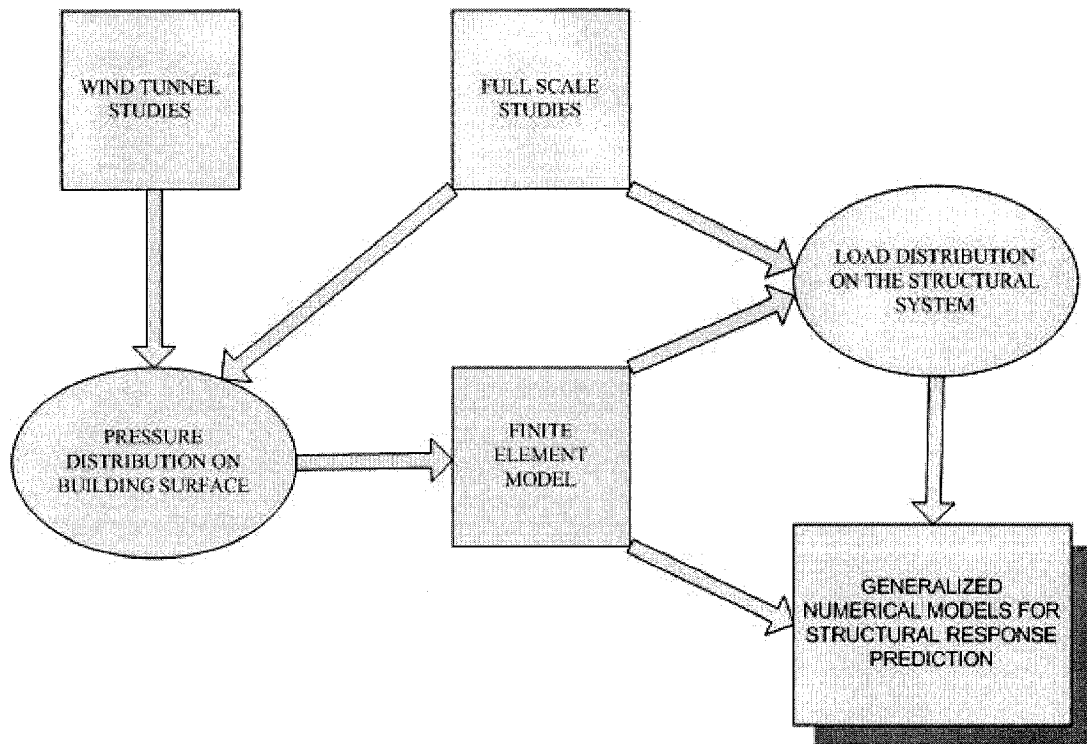 WIND TUNNEL
STUDIES
FULL SCALE
STUDIES
LOAD DISTRIBUTION
ON THE STRUCTURAL
SYSTEM
PRESSURE
DISTRIBUTION ON
BUILDING SURFACE
FINITE
ELEMENT
MODEL
GENERALIZED
NUMERICAL MODELS FOR
STRUCTURAL RESPONSE
PREDICTION